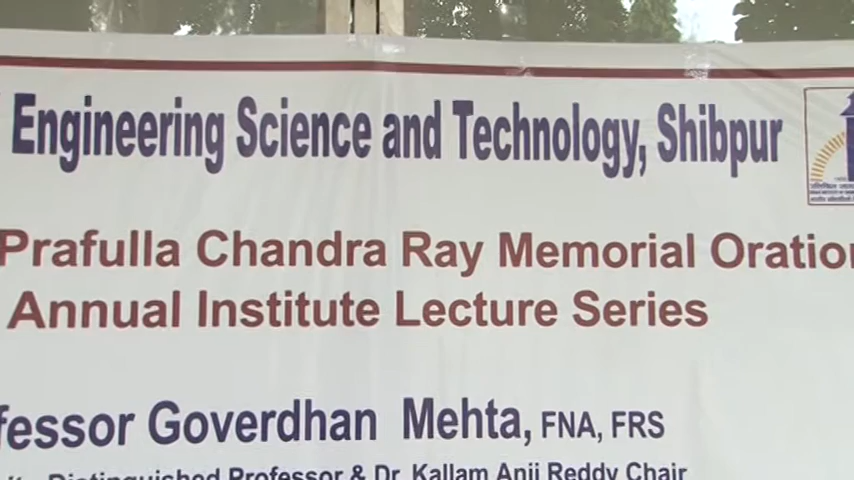 Engineering Science and Technology, Shibpur
Prafulla Chandra Ray Memorial Oration
Annual Institute Lecture Series
fessor Goverdhan Mehta, FNA, FRS
Distinguished Professor & Dr. Kallam Anji Reddy Chair